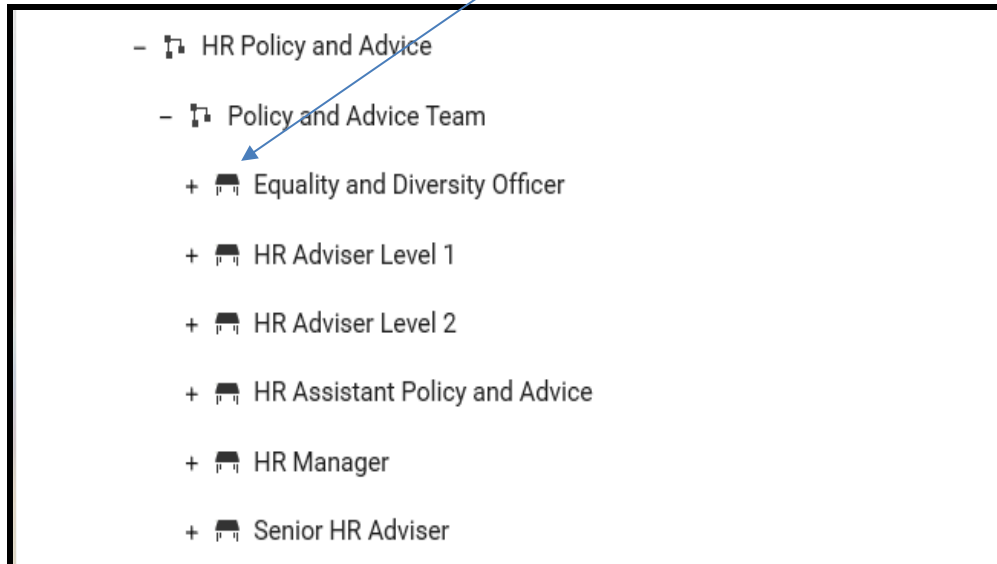 – HR Policy and Advice
– Policy and Advice Team
+ Equality and Diversity Officer
+ HR Adviser Level 1
+ HR Adviser Level 2
+ HR Assistant Policy and Advice
+ HR Manager
+ Senior HR Adviser